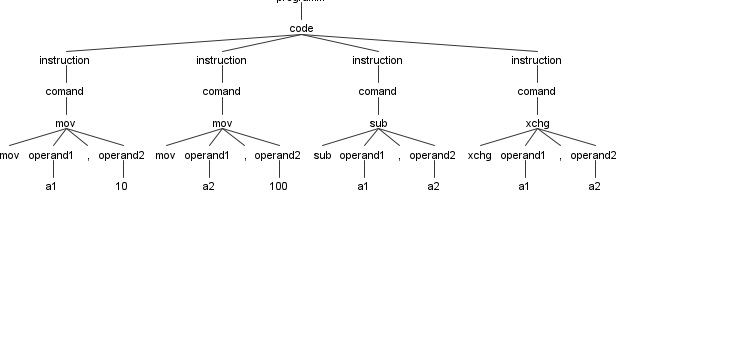 programm
code
instruction instruction instruction instruction
comand comand comand comand
mov mov sub xchg
mov operand1 , operand2 mov operand1 , operand2 sub operand1 , operand2 xchg operand1 , operand2
a1 10 a2 100 a1 a2 a1 a2